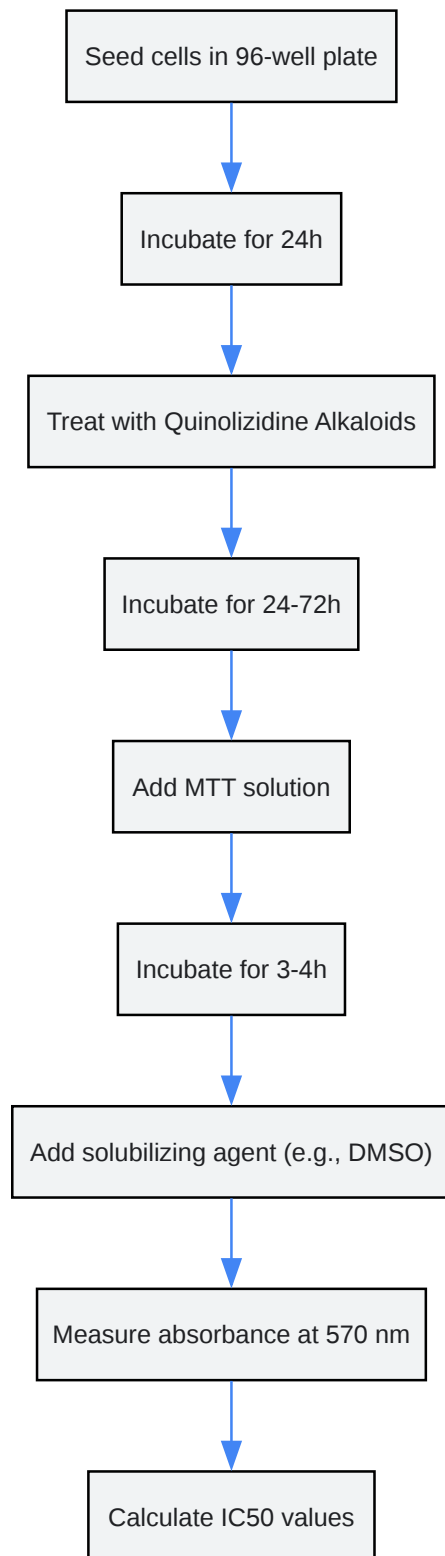 Seed cells in 96-well plate
Incubate for 24h
Treat with Quinolizidine Alkaloids
Incubate for 24-72h
Add MTT solution
Incubate for 3-4h
Add solubilizing agent (e.g., DMSO)
Measure absorbance at 570 nm
Calculate IC50 values